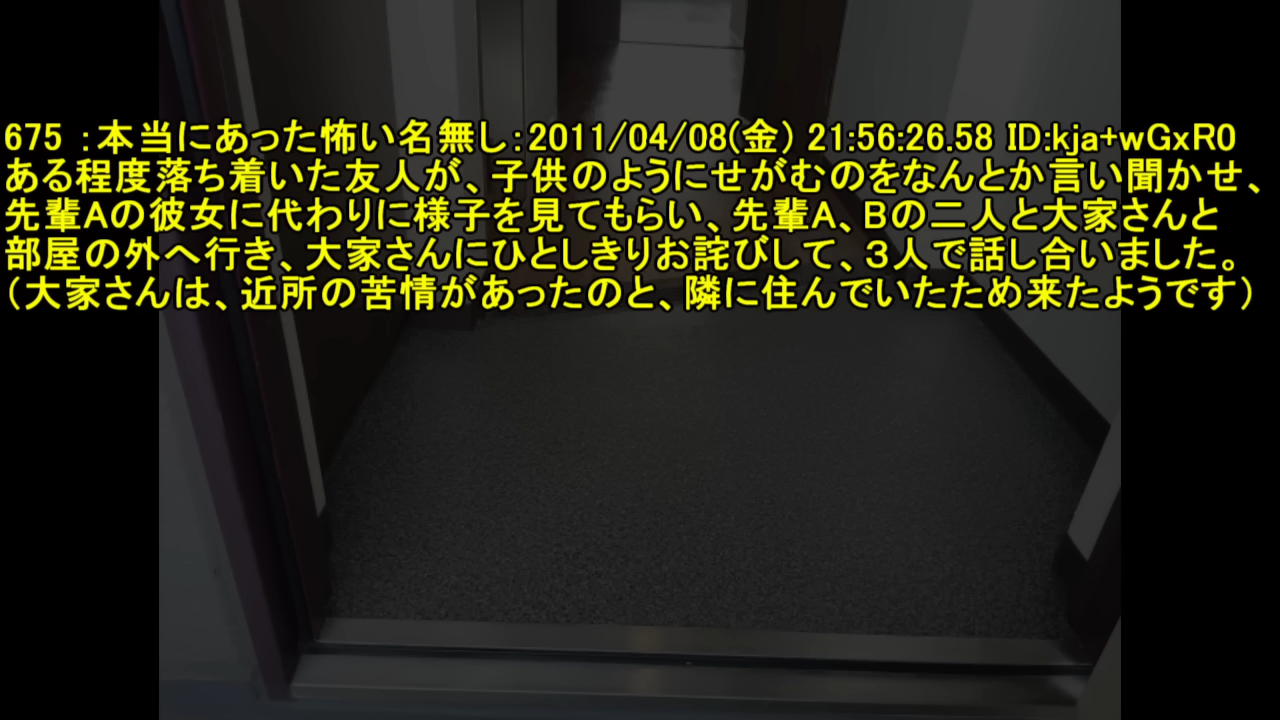 675 ：本当にあった怖い名無し：2011/04/08(金) 21:56:26.58 ID:kja+wGxR0
ある程度落ち着いた友人が、子供のようにせがむのをなんとか言い聞かせ、
先輩Aの彼女に代わりに様子を見てもらい、先輩A、Bの二人と大家さんと
部屋の外へ行き、大家さんにひとしきりお詫びして、３人で話し合いました。
（大家さんは、近所の苦情があったのと、隣に住んでいたため来たようです）